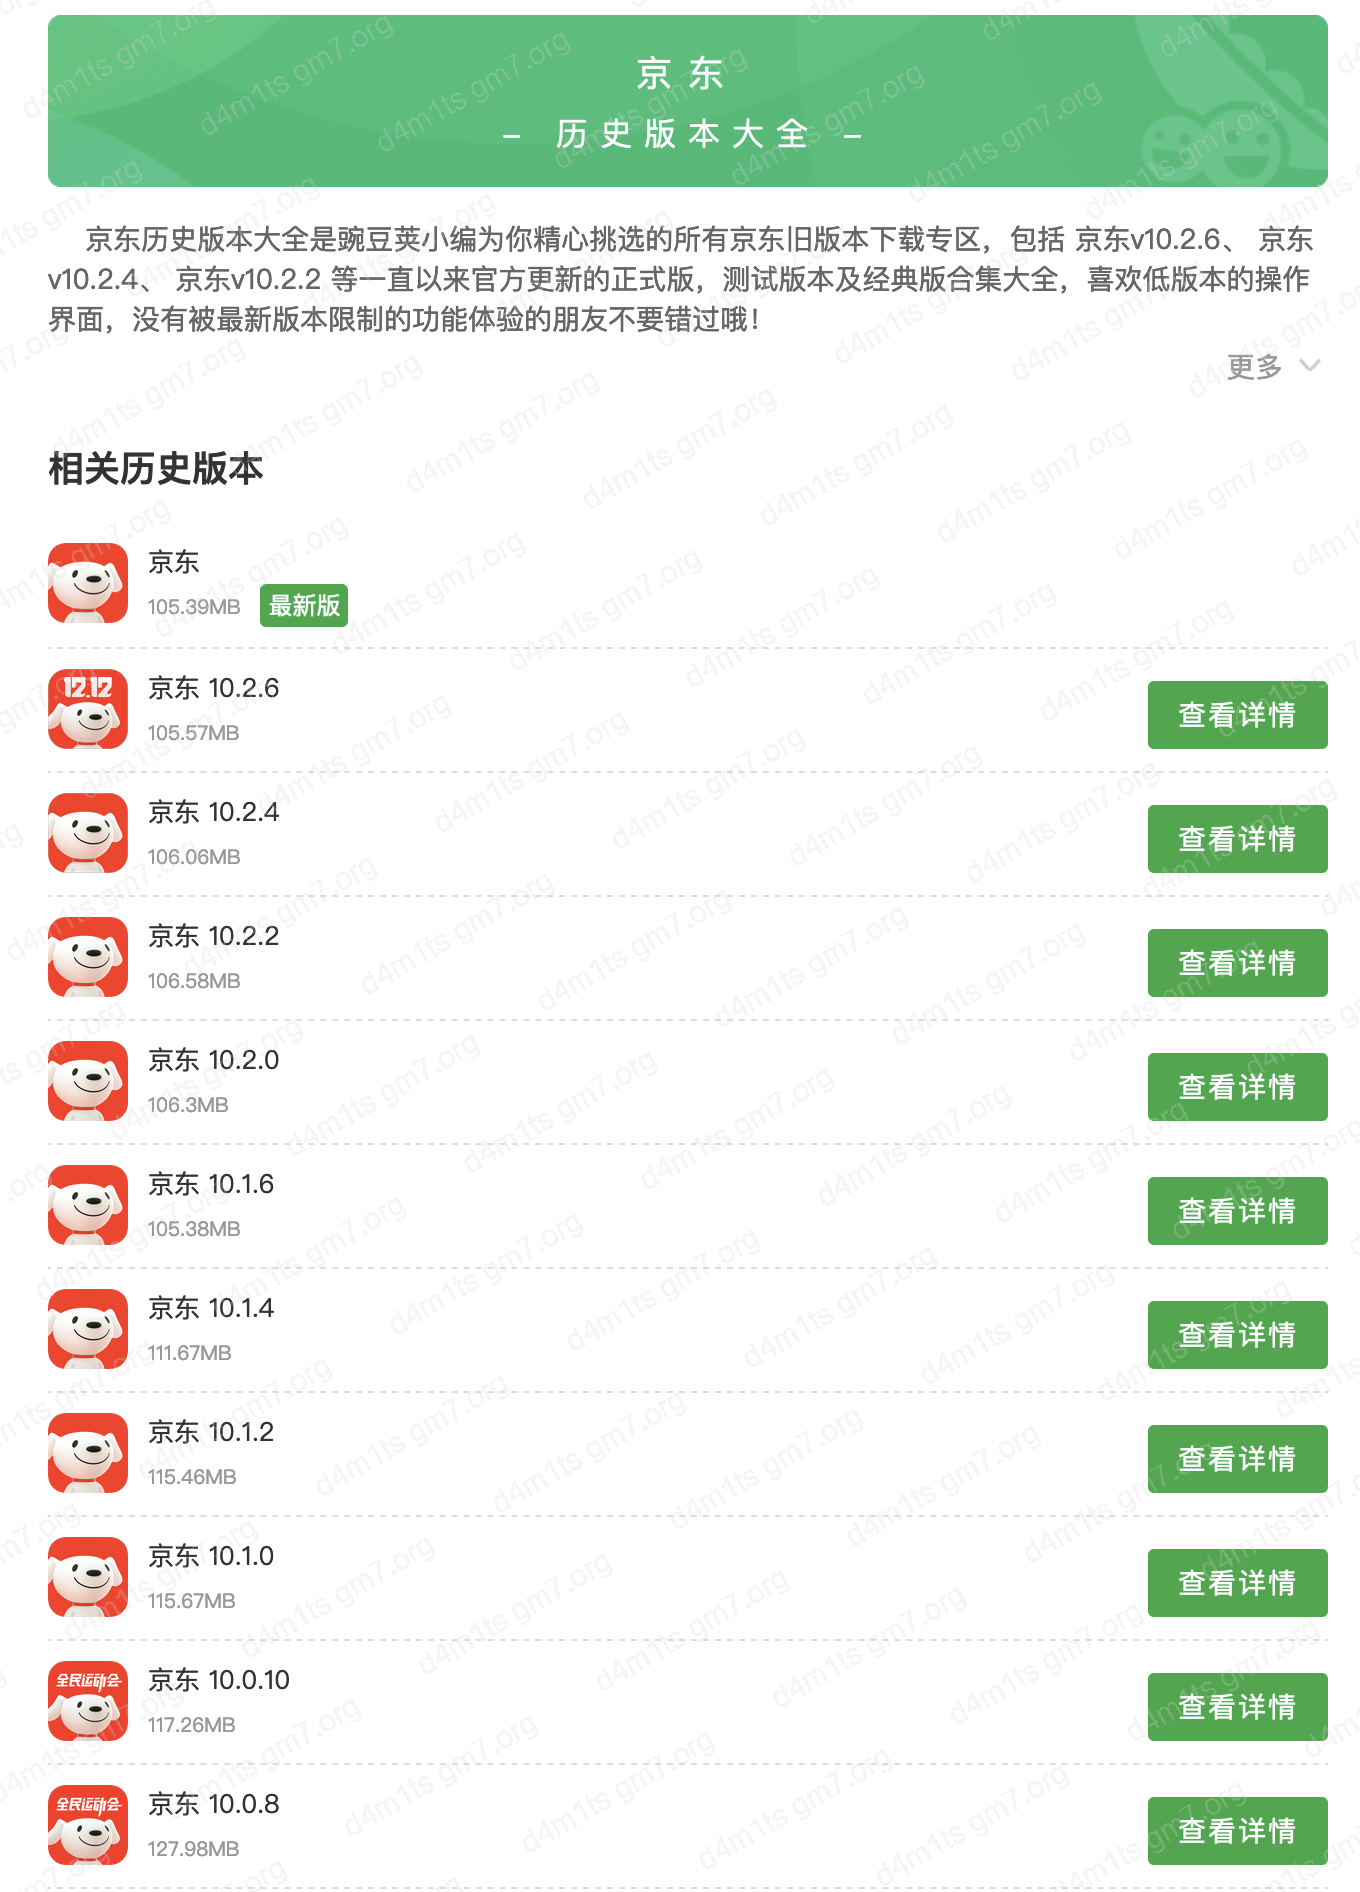 京东
– 历史版本大全 –
京东历史版本大全是豌豆荚小编为你精心挑选的所有京东旧版本下载专区，包括 京东v10.2.6、 京东
v10.2.4、 京东v10.2.2 等一直以来官方更新的正式版，测试版本及经典版合集大全，喜欢低版本的操作
界面，没有被最新版本限制的功能体验的朋友不要错过哦！
更多
相关历史版本
京东
105.39MB 最新版
12.12
京东 10.2.6
105.57MB
查看详情
京东 10.2.4
106.06MB
查看详情
京东 10.2.2
106.58MB
查看详情
京东 10.2.0
106.3MB
查看详情
京东 10.1.6
105.38MB
查看详情
京东 10.1.4
111.67MB
查看详情
京东 10.1.2
115.46MB
查看详情
京东 10.1.0
115.67MB
查看详情
全民运动会
京东 10.0.10
117.26MB
查看详情
全民运动会
京东 10.0.8
127.98MB
查看详情
d4m1ts gm7.org